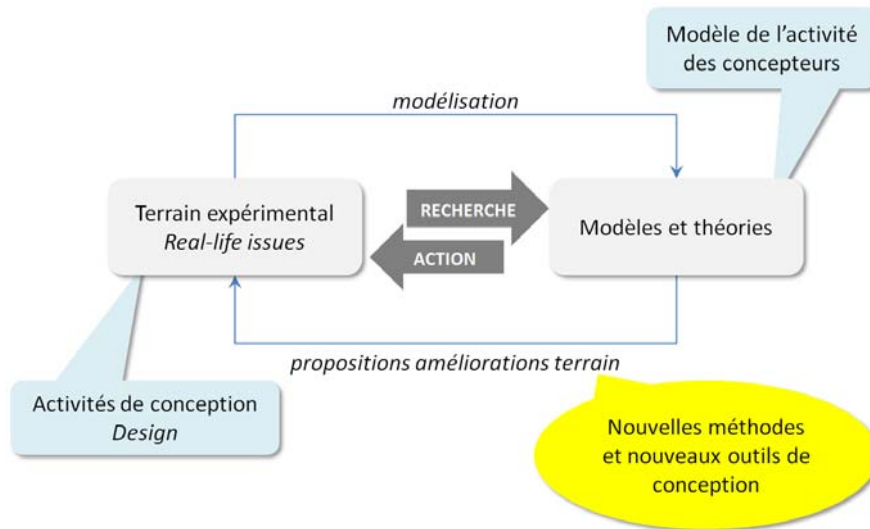 Modèle de l’activité
des concepteurs
modélisation
Terrain expérimental
Real-life issues
RECHERCHE
ACTION
Modèles et théories
propositions améliorations terrain
Activités de conception
Design
Nouvelles méthodes
et nouveaux outils de
conception